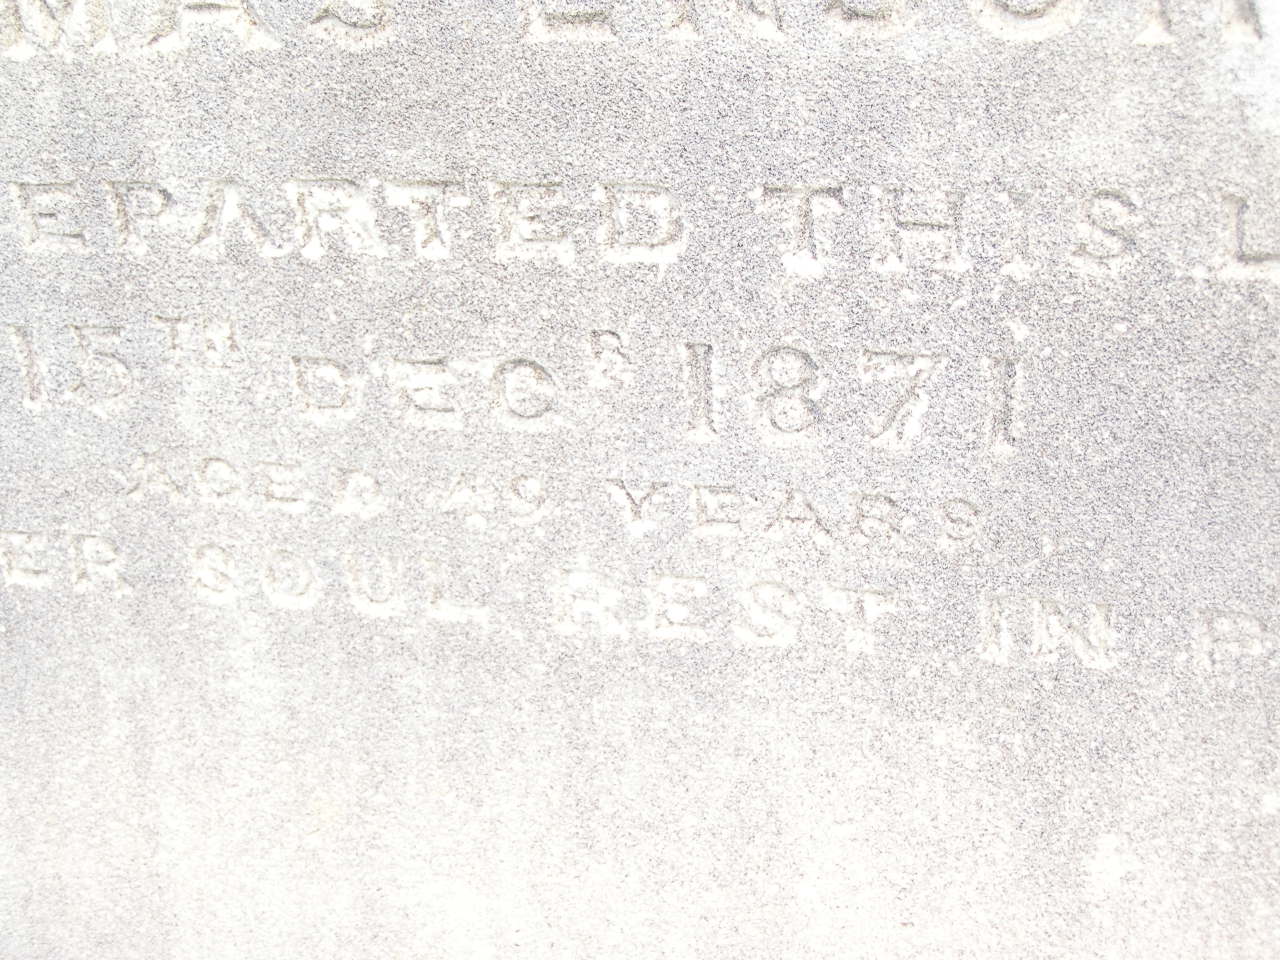 EPARTED THIS L
15TH DECR 1871
AGED 49 YEARS
ER SOUL REST IN P